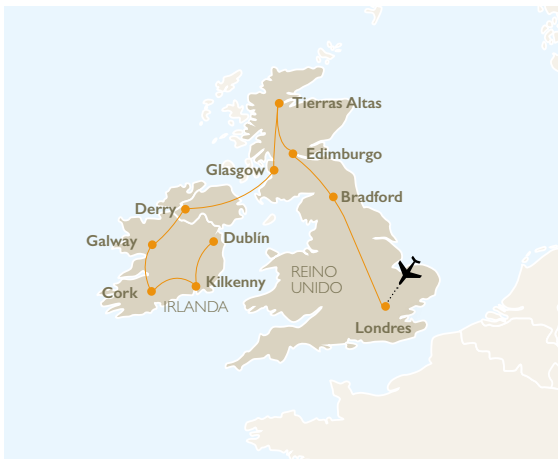 Tierras Altas
Edimburgo
Glasgow
Bradford
Derry
Dublín
Galway
REINO
UNIDO
Kilkenny
Cork
IRLANDA
Londres